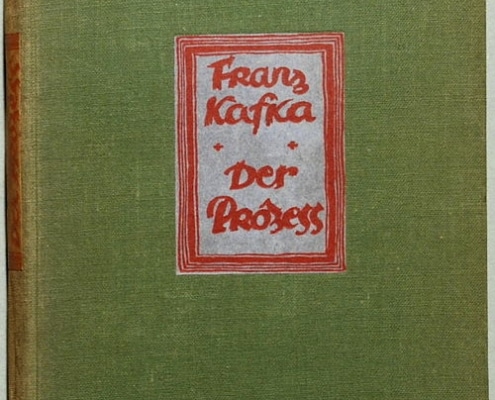 Franz
Kafka
Der
Prozess